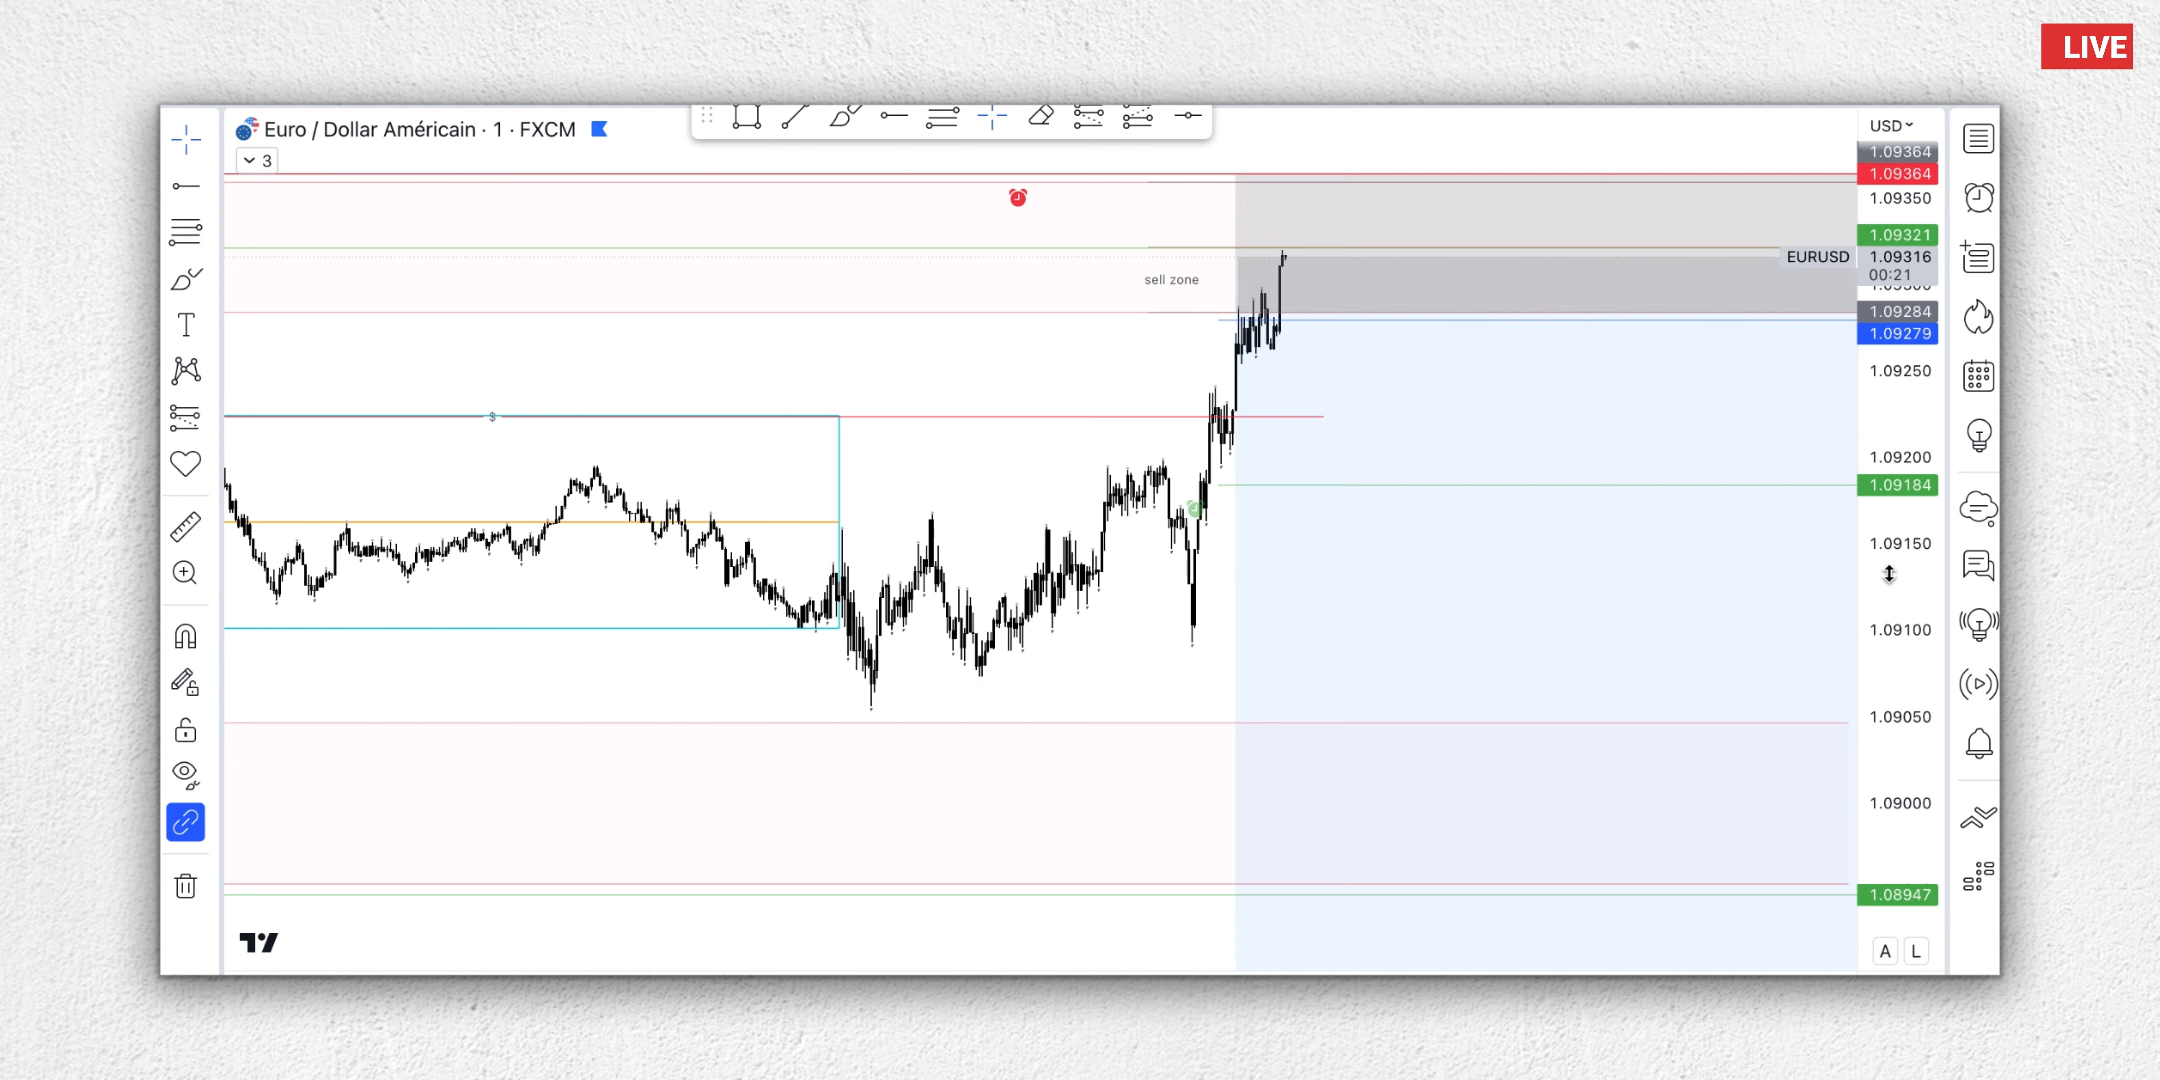 LIVE
Euro / Dollar Américain · 1 · FXCM
3
USD
1.09364
1.09364
1.09350
1.09321
EURUSD 1.09316
00:21
sell zone
1.09284
1.09279
1.09250
$
1.09200
1.09184
1.09150
1.09100
1.09050
1.09000
1.08947
A L